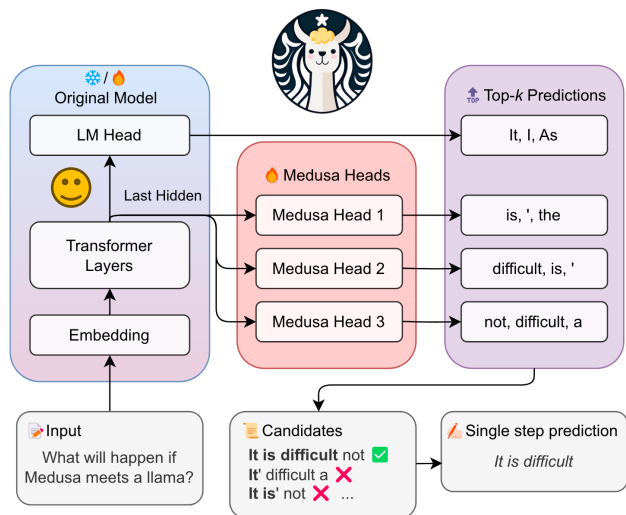 ❄️ / 🔥
Original Model
LM Head
Last Hidden
Transformer
Layers
Embedding
🔥 Medusa Heads
Medusa Head 1
Medusa Head 2
Medusa Head 3
TOP Top-k Predictions
It, I, As
is, ', the
difficult, is, '
not, difficult, a
Input
What will happen if
Medusa meets a llama?
Candidates
It is difficult not ✅
It' difficult a ❌
It is' not ❌ ...
Single step prediction
It is difficult